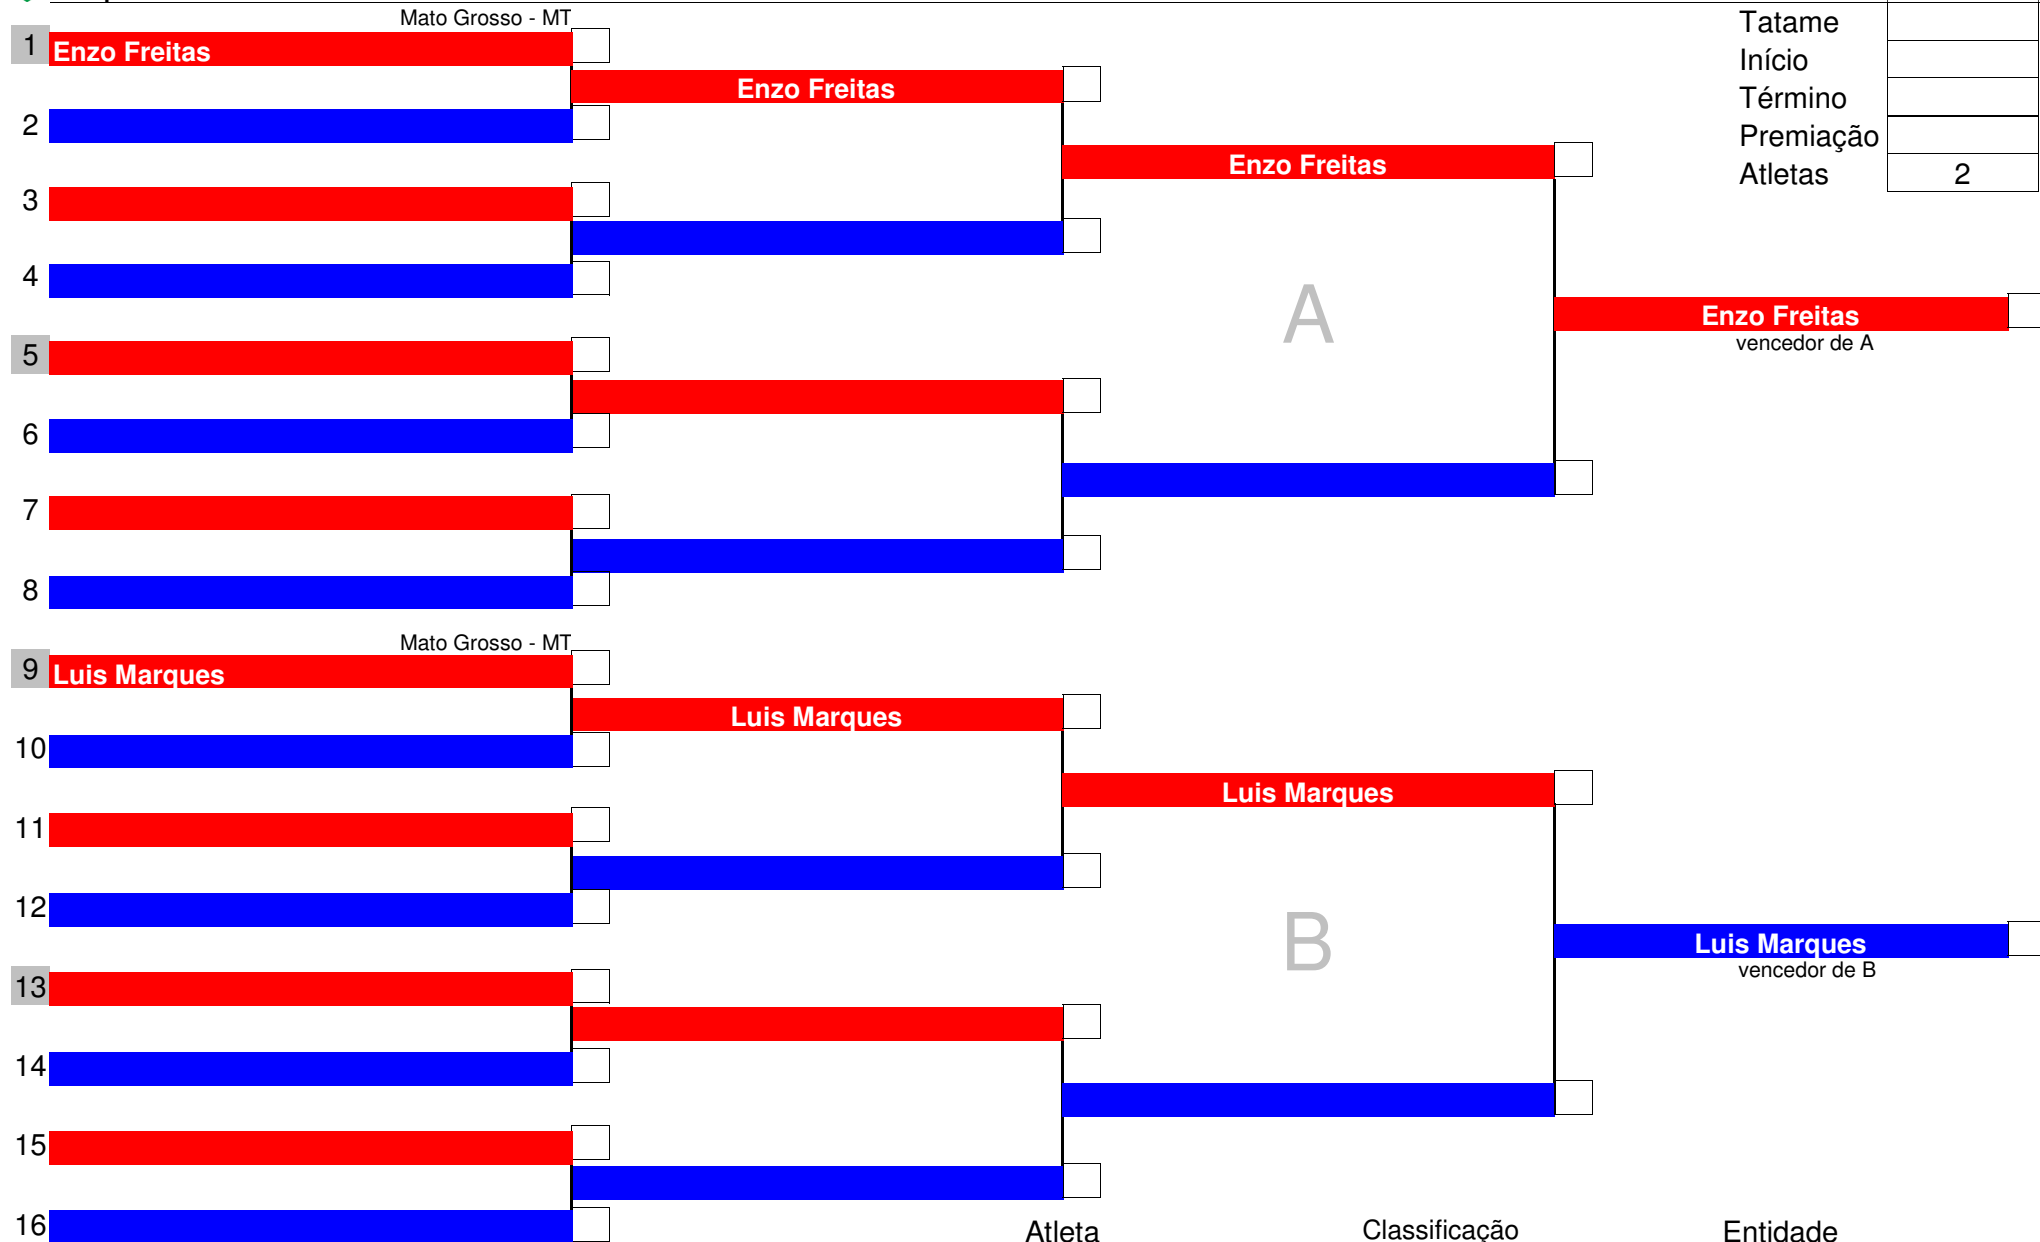 Mato Grosso - MT
1 Enzo Freitas
Enzo Freitas
2
Enzo Freitas
3
4
A
Enzo Freitas
vencedor de A
5
6
7
8
Tatame
Início
Término
Premiação
Atletas 2
Mato Grosso - MT
9 Luis Marques
Luis Marques
10
Luis Marques
11
12
B
Luis Marques
vencedor de B
13
14
15
16
Atleta Classificação Entidade